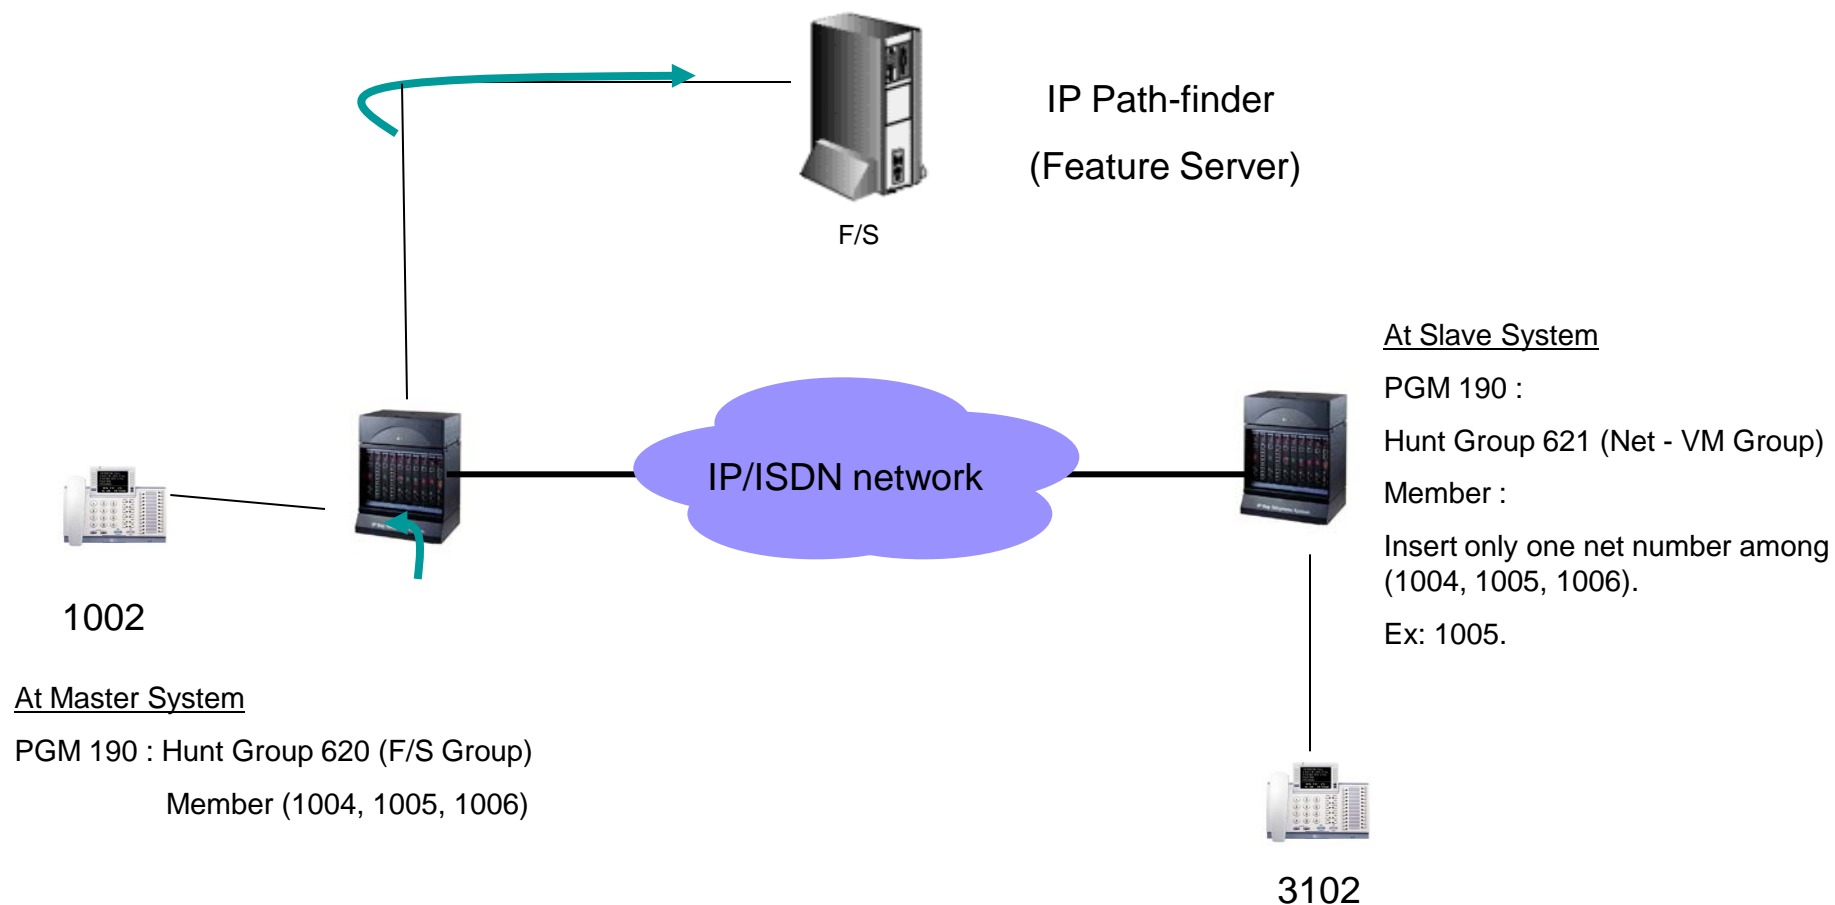 IP Path-finder
(Feature Server)
F/S
At Slave System
PGM 190 :
Hunt Group 621 (Net - VM Group)
Member :
Insert only one net number among
(1004, 1005, 1006).
Ex: 1005.
IP/ISDN network
1002
At Master System
PGM 190 : Hunt Group 620 (F/S Group)
Member (1004, 1005, 1006)
3102